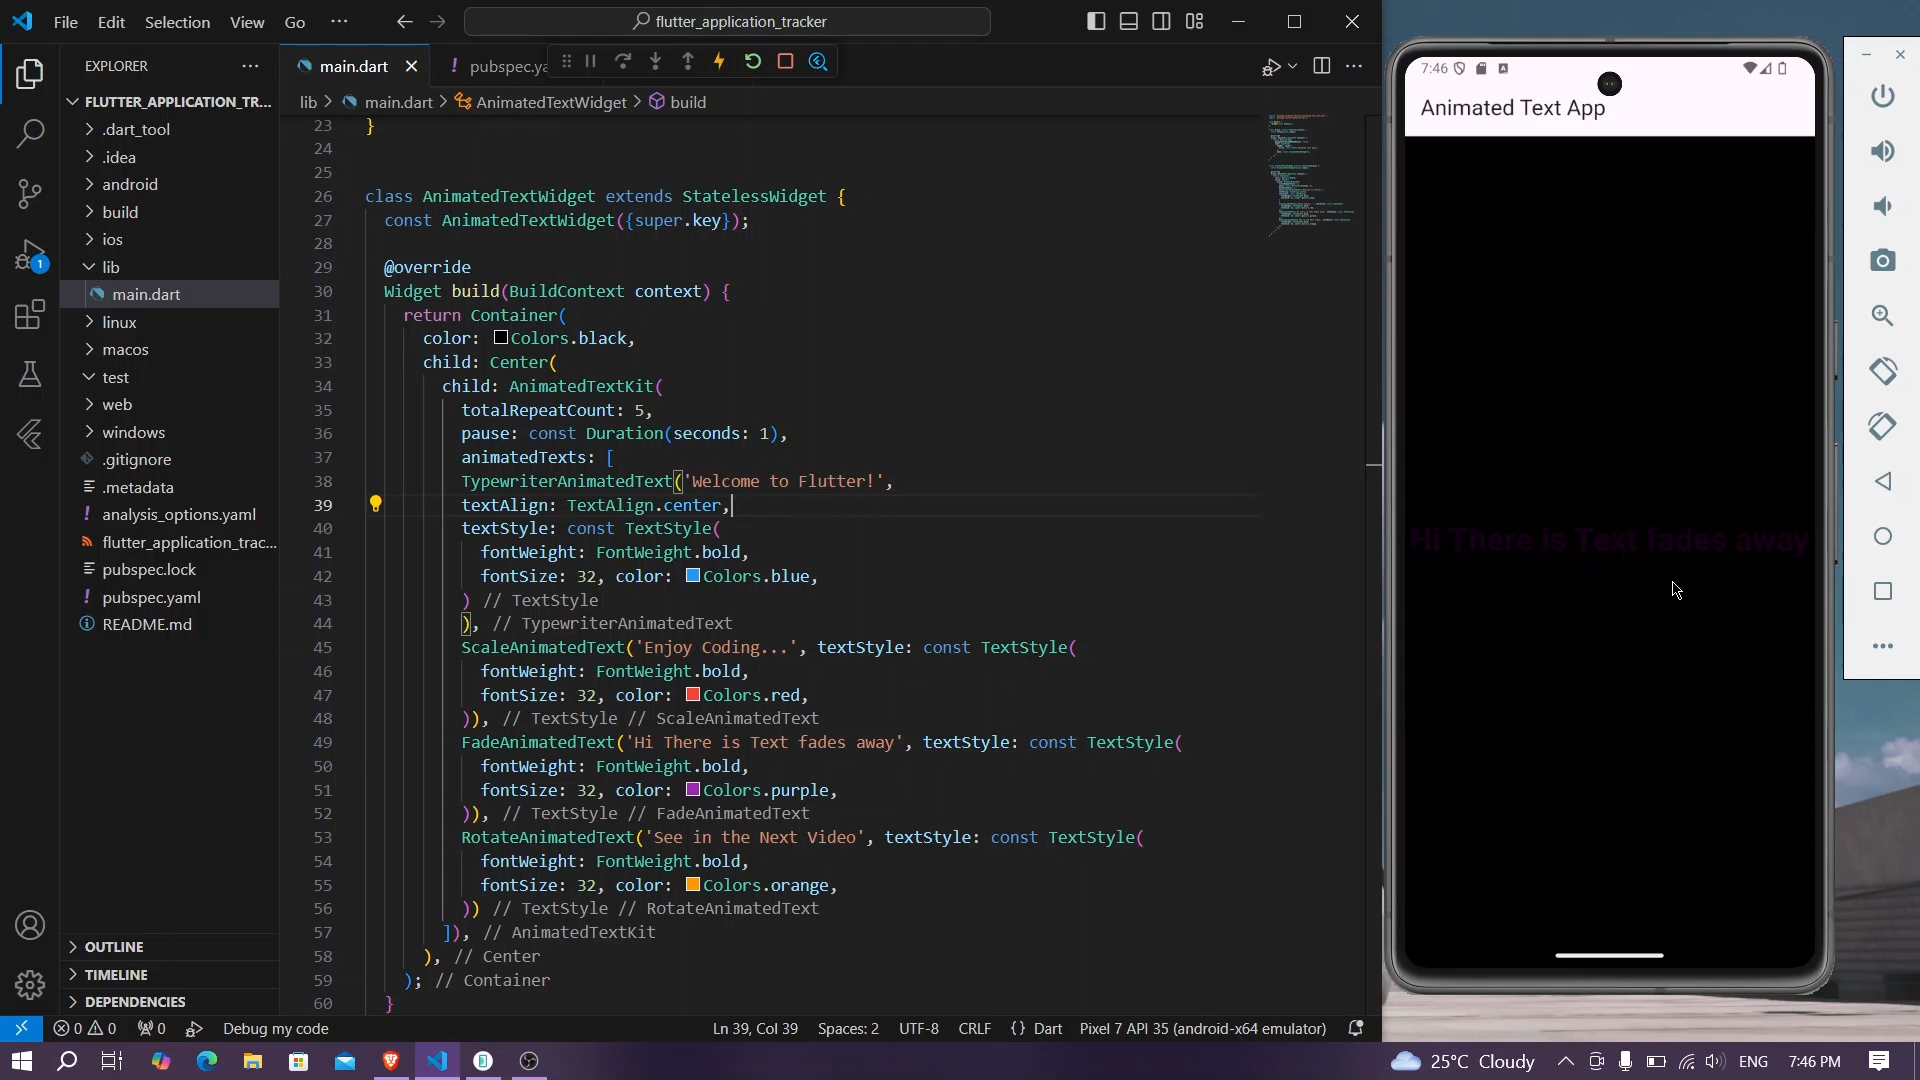 File Edit Selection View Go ··· flutter_application_tracker
EXPLORER ···
FLUTTER_APPLICATION_TR...
.dart_tool
.idea
android
build
ios
lib
main.dart
linux
macos
test
web
windows
.gitignore
.metadata
analysis_options.yaml
flutter_application_trac...
pubspec.lock
pubspec.yaml
README.md
OUTLINE
TIMELINE
DEPENDENCIES
1
main.dart
! pubspec.ya
lib > main.dart > AnimatedTextWidget > build
23 }
24
25
26 class AnimatedTextWidget extends StatelessWidget {
27 const AnimatedTextWidget({super.key});
28
29 @override
30 Widget build(BuildContext context) {
31 return Container(
32 color: Colors.black,
33 child: Center(
34 child: AnimatedTextKit(
35 totalRepeatCount: 5,
36 pause: const Duration(seconds: 1),
37 animatedTexts: [
38 TypewriterAnimatedText('Welcome to Flutter!',
39 textAlign: TextAlign.center,
40 textStyle: const TextStyle(
41 fontWeight: FontWeight.bold,
42 fontSize: 32, color: Colors.blue,
43 ) // TextStyle
44 ), // TypewriterAnimatedText
45 ScaleAnimatedText('Enjoy Coding...', textStyle: const TextStyle(
46 fontWeight: FontWeight.bold,
47 fontSize: 32, color: Colors.red,
48 )), // TextStyle // ScaleAnimatedText
49 FadeAnimatedText('Hi There is Text fades away', textStyle: const TextStyle(
50 fontWeight: FontWeight.bold,
51 fontSize: 32, color: Colors.purple,
52 )), // TextStyle // FadeAnimatedText
53 RotateAnimatedText('See in the Next Video', textStyle: const TextStyle(
54 fontWeight: FontWeight.bold,
55 fontSize: 32, color: Colors.orange,
56 )) // TextStyle // RotateAnimatedText
57 ]), // AnimatedTextKit
58 ), // Center
59 ); // Container
60 }
7:46
Animated Text App
Hi There is Text fades away
0 0 0 Debug my code Ln 39, Col 39 Spaces: 2 UTF-8 CRLF {} Dart Pixel 7 API 35 (android-x64 emulator)
25°C Cloudy ENG 7:46 PM